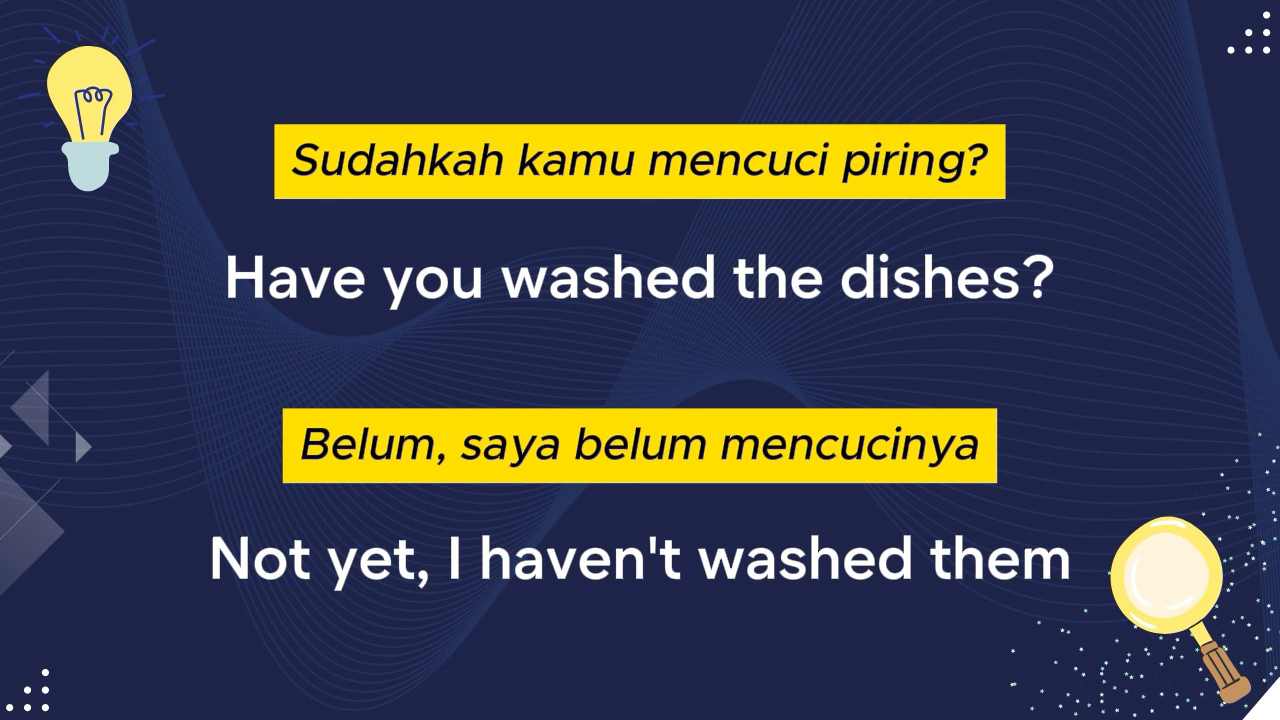 Sudahkah kamu mencuci piring?
Have you washed the dishes?
Belum, saya belum mencucinya
Not yet, I haven't washed them